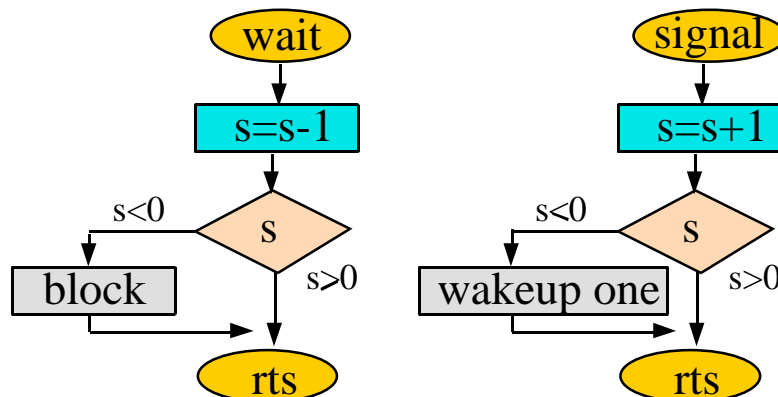 wait
s=s-1
s
s<0
s⩾0
block
rts
signal
s=s+1
s
s⩽0
s>0
wakeup one
rts